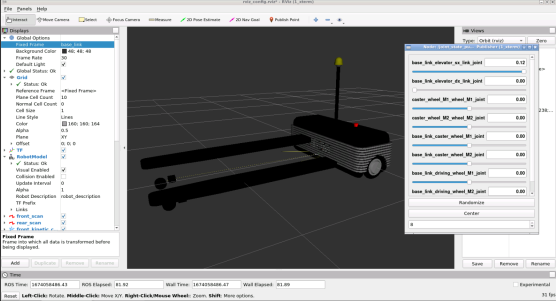 File Panels Help
Interact Move Camera Select Focus Camera Measure 2D Pose Estimate 2D Nav Goal Publish Point
Displays
Global Options
Fixed Frame base_link
Background Color 48; 48; 48
Frame Rate 30
Default Light
Global Status: Ok
Grid
Status: Ok
Reference Frame <Fixed Frame>
Plane Cell Count 10
Normal Cell Count 0
Cell Size 1
Line Style Lines
Color 160; 160; 164
Alpha 0.5
Plane XY
Offset 0; 0; 0
TF
RobotModel
Status: Ok
Visual Enabled
Collision Enabled
Update Interval 0
Alpha 1
Robot Description robot_description
TF Prefix
Links
front_scan
rear_scan
Fixed Frame
Frame into which all data is transformed before
being displayed.
Add Duplicate Remove Rename
Views
Type: Orbit (rviz) Zero
base_link_elevator_sx_link_joint 0.12
base_link_elevator_dx_link_joint 0.00
caster_wheel_M1_wheel_M1_joint 0.00
caster_wheel_M2_wheel_M2_joint 0.00
base_link_caster_wheel_M1_joint 0.00
base_link_caster_wheel_M2_joint 0.00
base_link_driving_wheel_M1_joint 0.00
base_link_driving_wheel_M2_joint 0.00
Randomize
Center
Save Remove Rename
Time
ROS Time: 1674058486.43 ROS Elapsed: 81.92 Wall Time: 1674058486.47 Wall Elapsed: 81.89 Experimental
Reset Left-Click: Rotate. Middle-Click: Move X/Y. Right-Click/Mouse Wheel: Zoom. Shift: More options. 31 fps